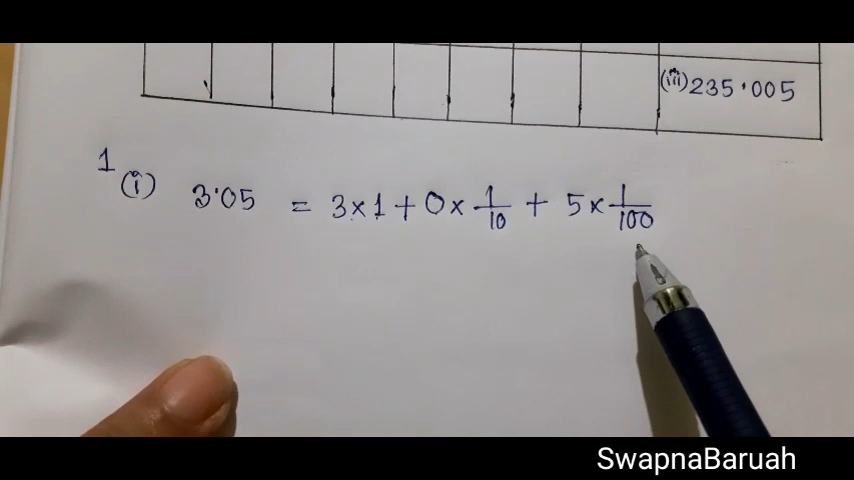 (iii) 235.005
1 (i) 3.05 = 3 x 1 + 0 x 1/10 + 5 x 1/100
SwapnaBaruah